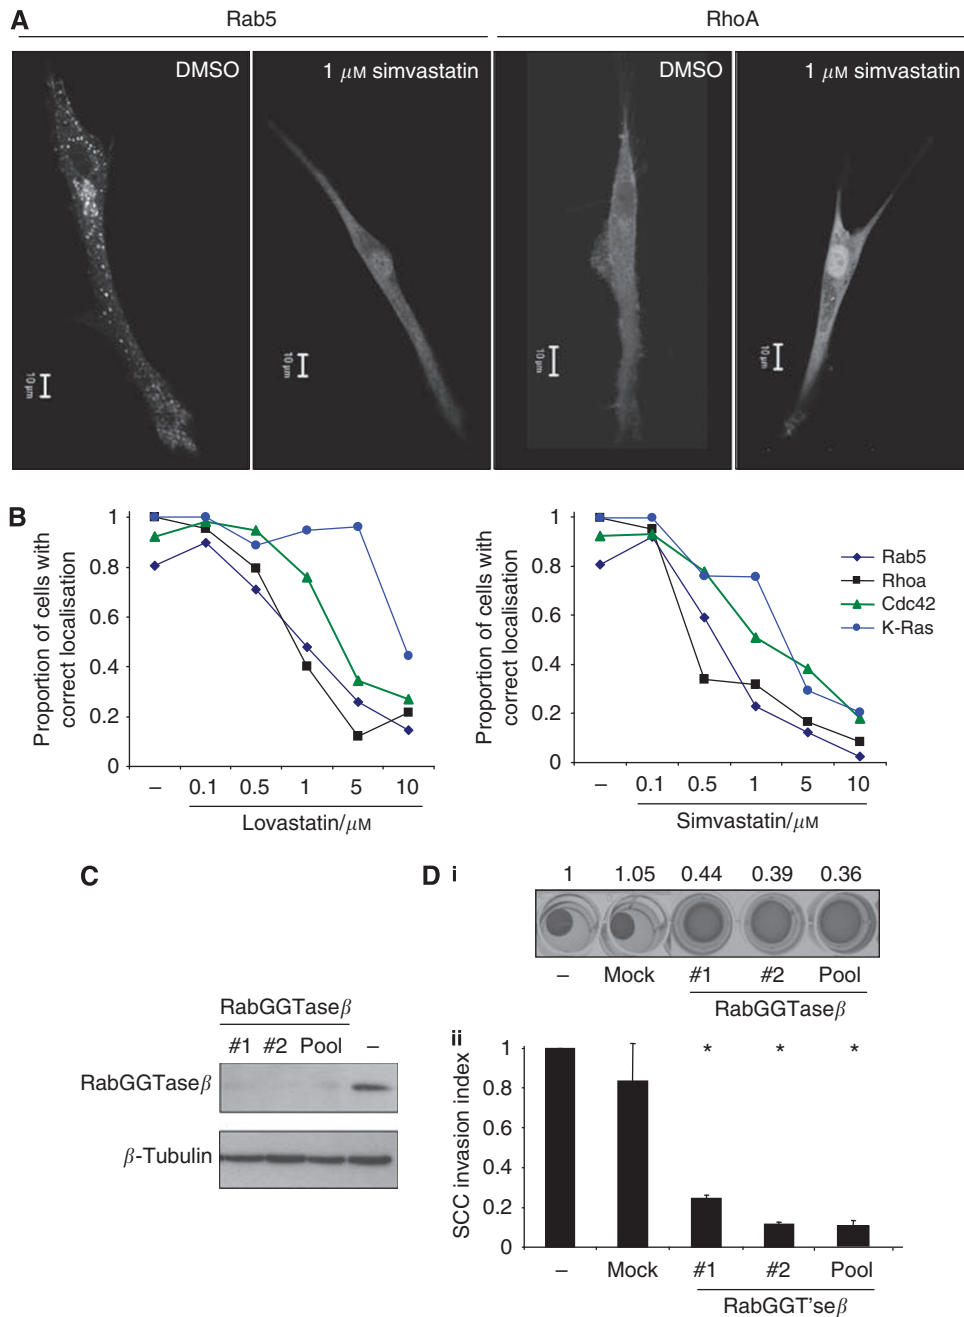 A
Rab5
RhoA
DMSO
1 μM simvastatin
DMSO
1 μM simvastatin
10 μm
10 μm
10 μm
10 μm
B
Proportion of cells with
correct localisation
1
0.8
0.6
0.4
0.2
0
– 0.1 0.5 1 5 10
Lovastatin/μM
Proportion of cells with
correct localisation
1
0.8
0.6
0.4
0.2
0
– 0.1 0.5 1 5 10
Simvastatin/μM
Rab5
Rhoa
Cdc42
K-Ras
C
RabGGTaseβ
#1 #2 Pool –
RabGGTaseβ
β-Tubulin
D i
1 1.05 0.44 0.39 0.36
– Mock #1 #2 Pool
RabGGTaseβ
ii
SCC invasion index
1
0.8
0.6
0.4
0.2
0
* * *
– Mock #1 #2 Pool
RabGGT'seβ